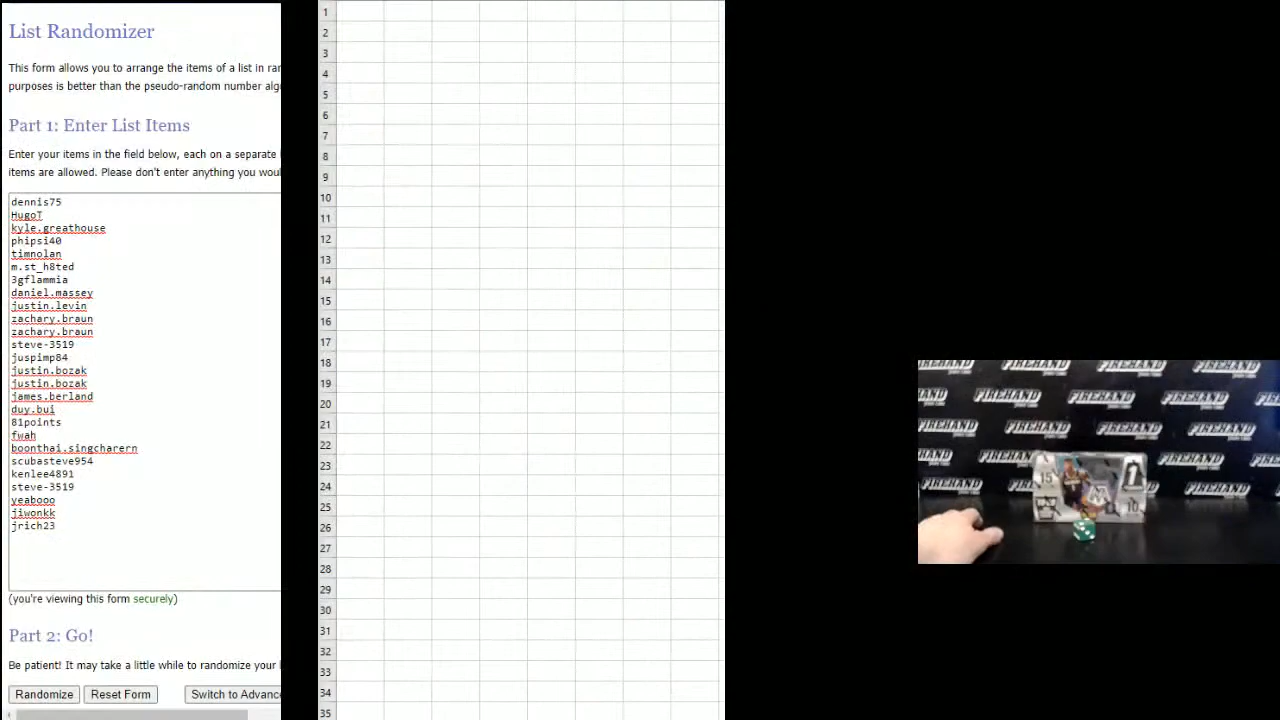 List Randomizer
This form allows you to arrange the items of a list in ran
purposes is better than the pseudo-random number algo
Part 1: Enter List Items
Enter your items in the field below, each on a separate
items are allowed. Please don't enter anything you woul
dennis75
HugoT
kyle.greathouse
phipsi40
timnolan
m.st_h8ted
3gflammia
daniel.massey
justin.levin
zachary.braun
zachary.braun
steve-3519
juspimp84
justin.bozak
justin.bozak
james.berland
duy.bui
81points
fwah
boonthai.singcharern
scubasteve954
kenlee4891
steve-3519
yeabooo
jiwonkk
jrich23
(you're viewing this form securely)
Part 2: Go!
Be patient! It may take a little while to randomize your
Randomize Reset Form Switch to Advanc
1
2
3
4
5
6
7
8
9
10
11
12
13
14
15
16
17
18
19
20
21
22
23
24
25
26
27
28
29
30
31
32
33
34
35
FIREHAND
15
1
10